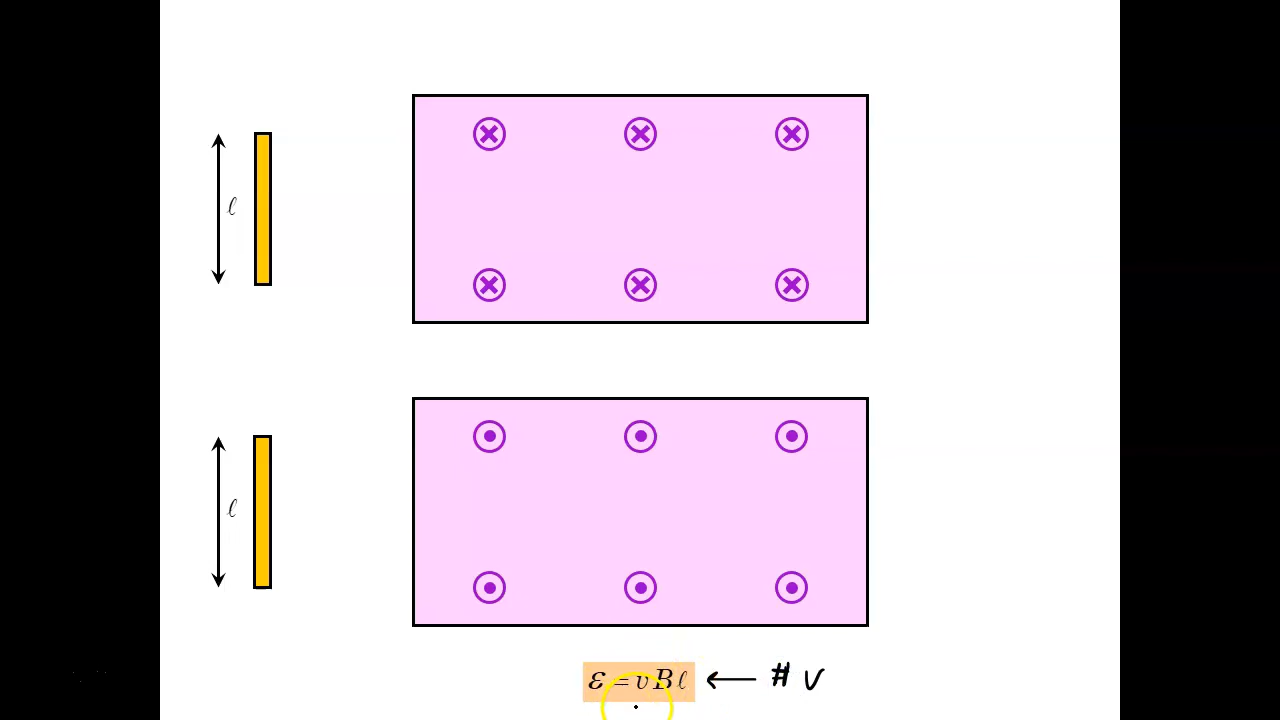 ℓ
ℓ
ℰ = vBℓ ← # V